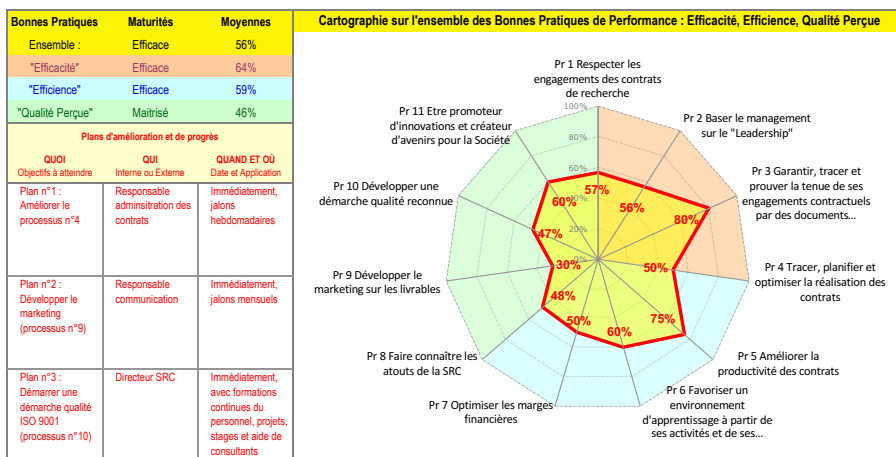 Bonnes Pratiques Maturités Moyennes
Ensemble : Efficace 56%
"Efficacité" Efficace 64%
"Efficience" Efficace 59%
"Qualité Perçue" Maitrisé 46%
Plans d'amélioration et de progrès
QUOI
Objectifs à atteindre
QUI
Interne ou Externe
QUAND ET OÙ
Date et Application
Plan n°1 :
Améliorer le
processus n°4
Responsable
adminsitration des
contrats
Immédiatement,
jalons
hebdomadaires
Plan n°2 :
Développer le
marketing
(processus n°9)
Responsable
communication
Immédiatement,
jalons mensuels
Plan n°3 :
Démarrer une
démarche qualité
ISO 9001
(processus n°10)
Directeur SRC
Immédiatement,
avec formations
continues du
personnel, projets,
stages et aide de
consultants
Cartographie sur l'ensemble des Bonnes Pratiques de Performance : Efficacité, Efficience, Qualité Perçue
Pr 1 Respecter les
engagements des contrats
de recherche
Pr 2 Baser le management
sur le "Leadership"
Pr 3 Garantir, tracer et
prouver la tenue de ses
engagements contractuels
par des documents…
Pr 4 Tracer, planifier et
optimiser la réalisation des
contrats
Pr 5 Améliorer la
productivité des contrats
Pr 6 Favoriser un
environnement
d'apprentissage à partir de
ses activités et de ses…
Pr 7 Optimiser les marges
financières
Pr 8 Faire connaître les
atouts de la SRC
Pr 9 Développer le
marketing sur les livrables
Pr 10 Développer une
démarche qualité reconnue
Pr 11 Etre promoteur
d'innovations et créateur
d'avenirs pour la Société
100%
80%
60%
40%
20%
0%
57%
56%
80%
50%
75%
60%
50%
48%
30%
47%
60%